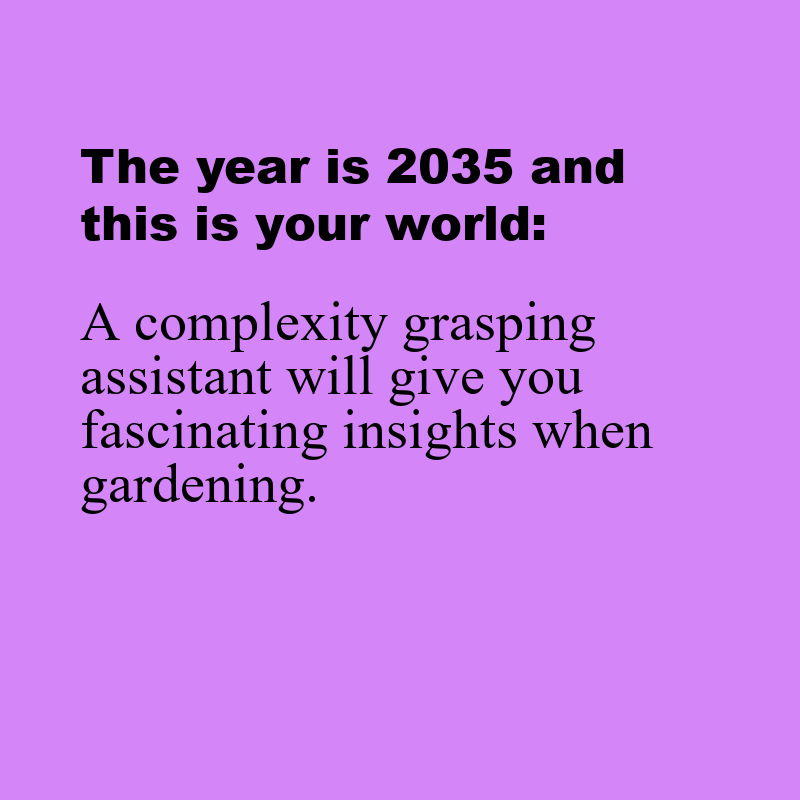 The year is 2035 and
this is your world:
A complexity grasping
assistant will give you
fascinating insights when
gardening.